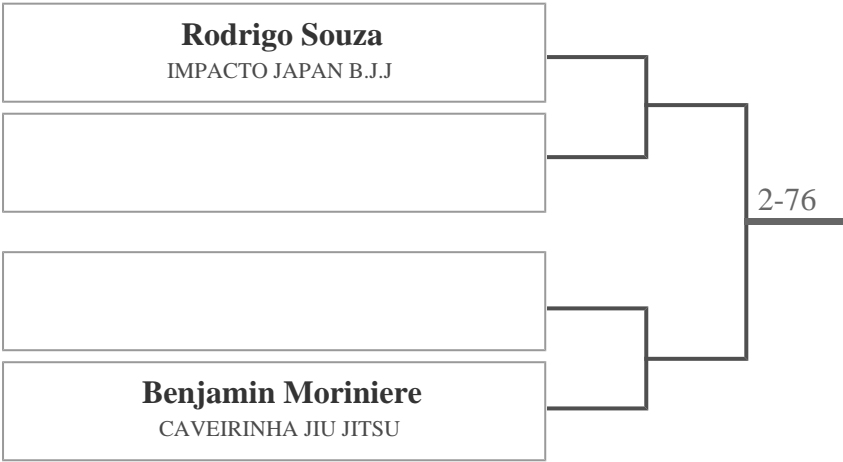 Rodrigo Souza
IMPACTO JAPAN B.J.J
2-76
Benjamin Moriniere
CAVEIRINHA JIU JITSU